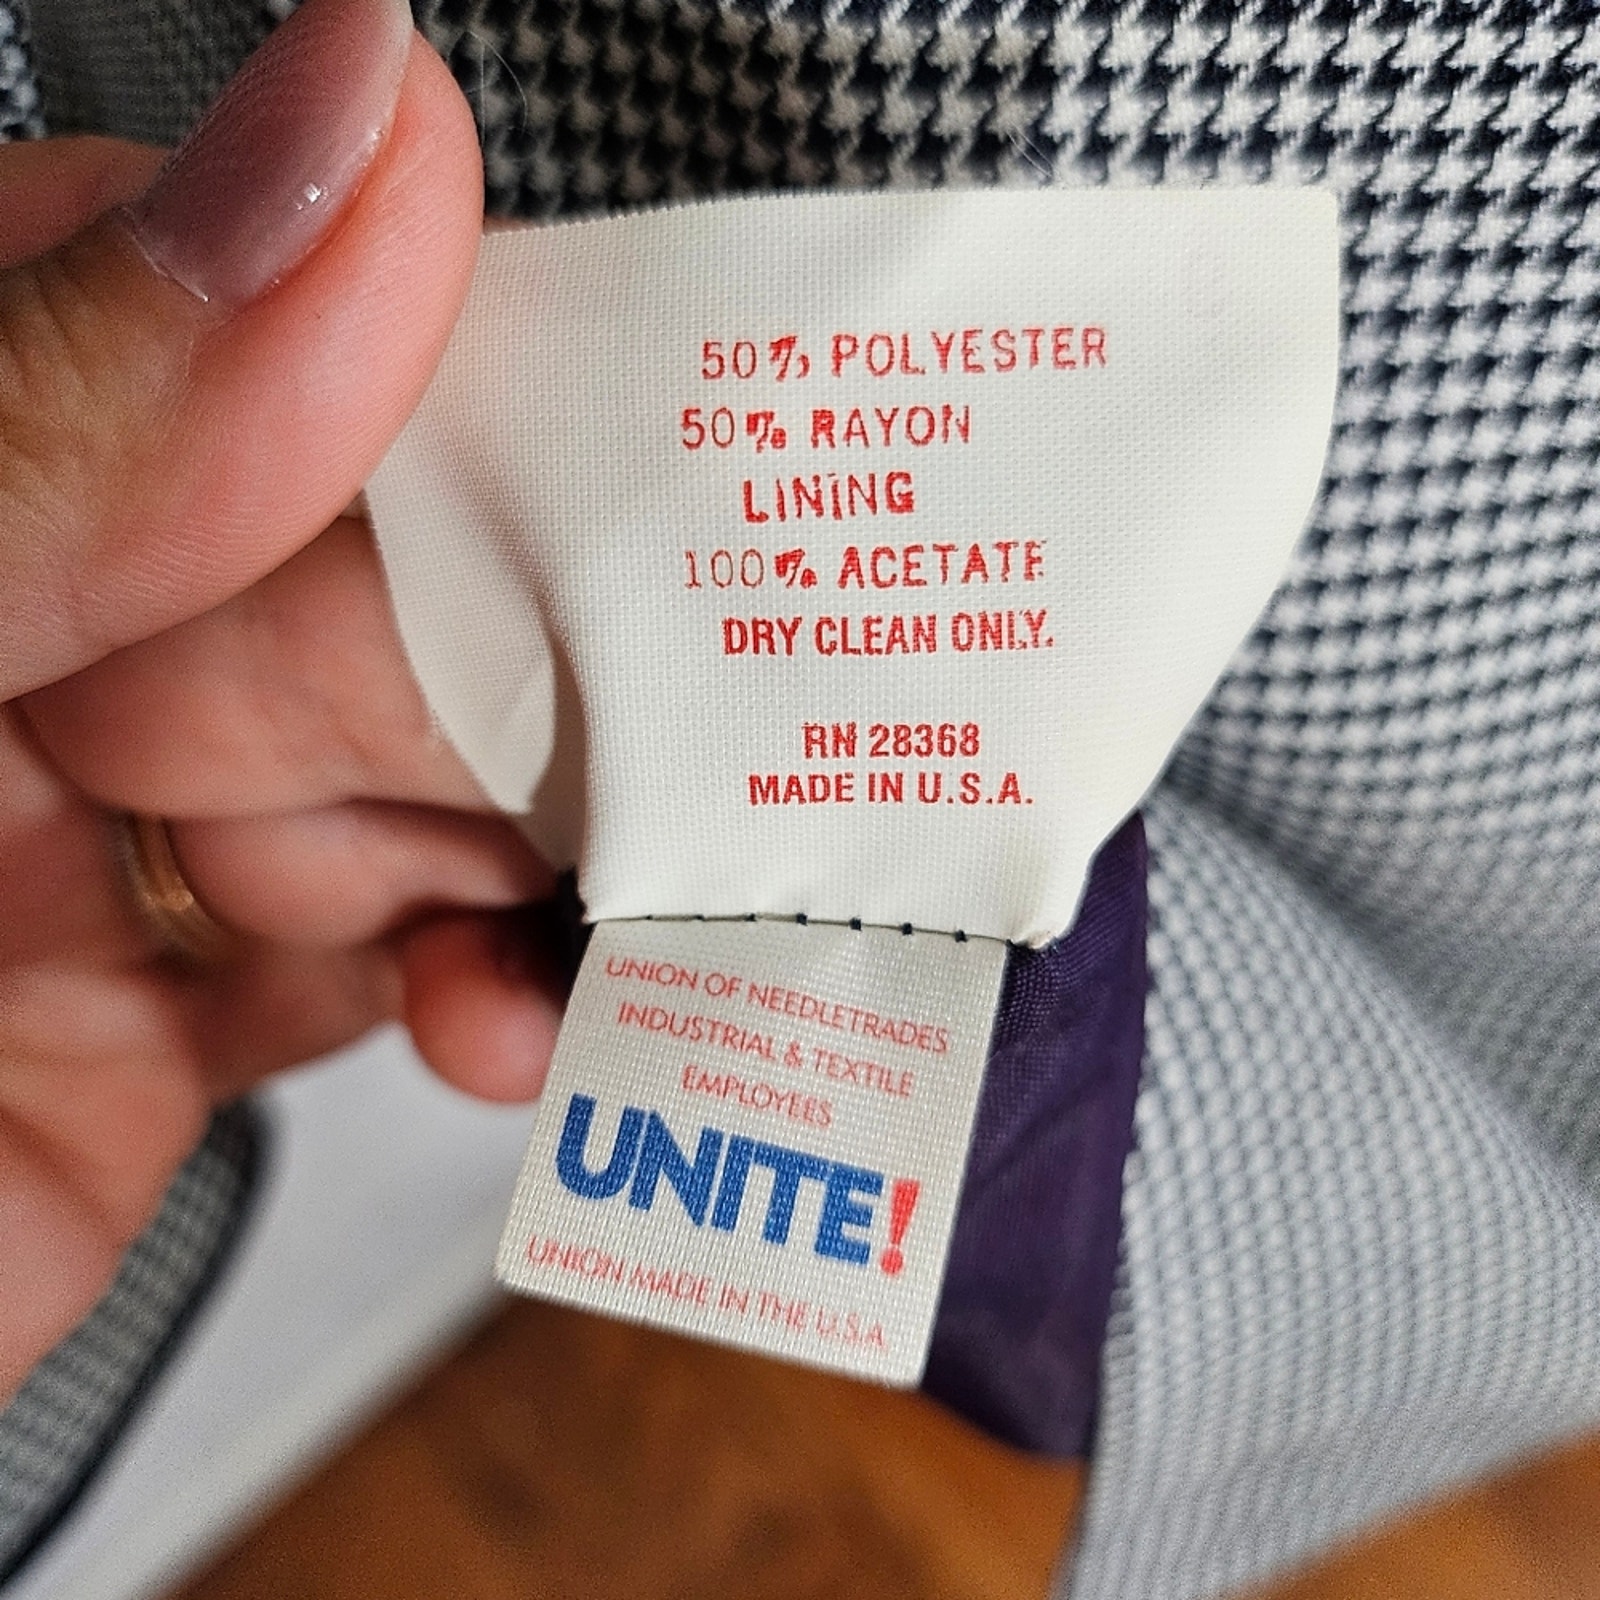 50% POLYESTER
50% RAYON
LINING
100% ACETATE
DRY CLEAN ONLY.
RN 28368
MADE IN U.S.A.
UNION OF NEEDLETRADES
INDUSTRIAL & TEXTILE
EMPLOYEES
UNITE!
UNION MADE IN THE U.S.A